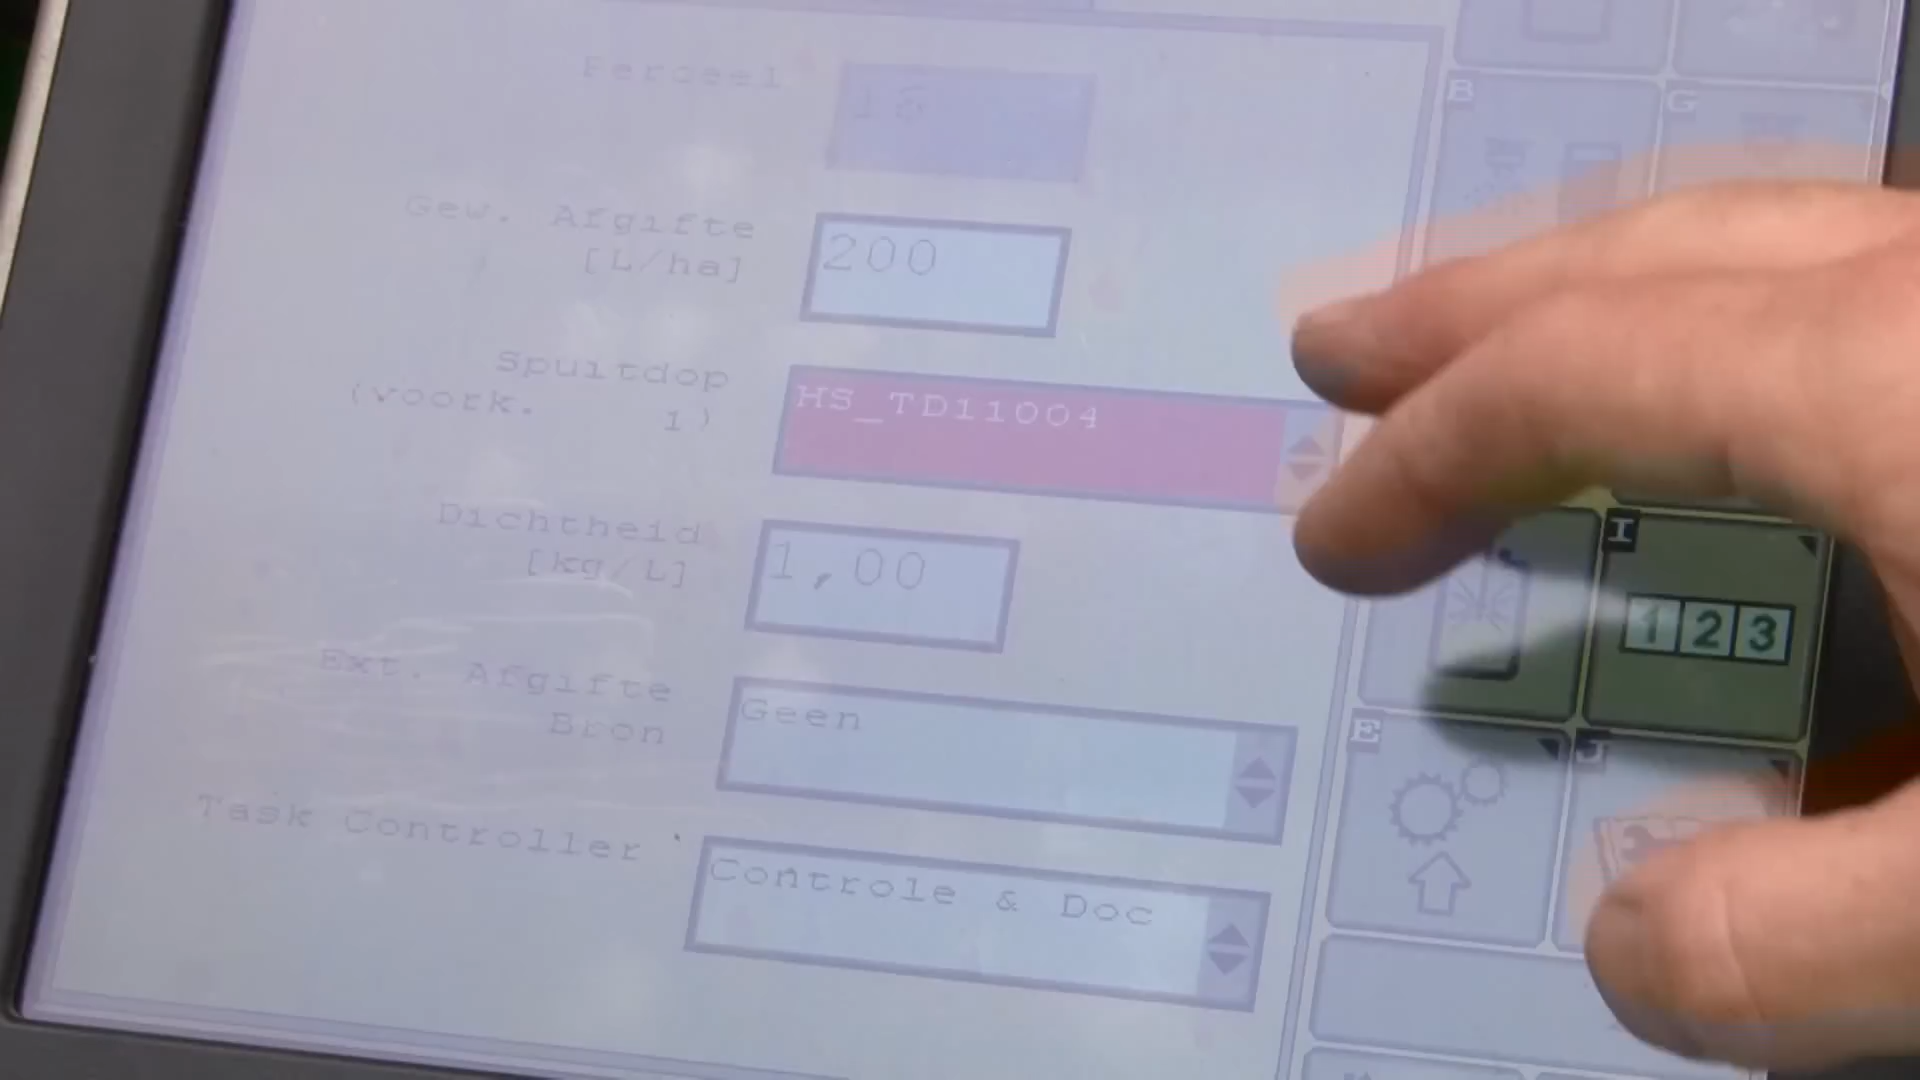 Perceel
16
Gew. Afgifte
[L/ha]
200
Spuitdop
(voork. 1)
HS_TD11004
Dichtheid
[kg/L]
1,00
Ext. Afgifte
Bron
Geen
Task Controller
Controle & Doc
B
G
I
1 2 3
E
J